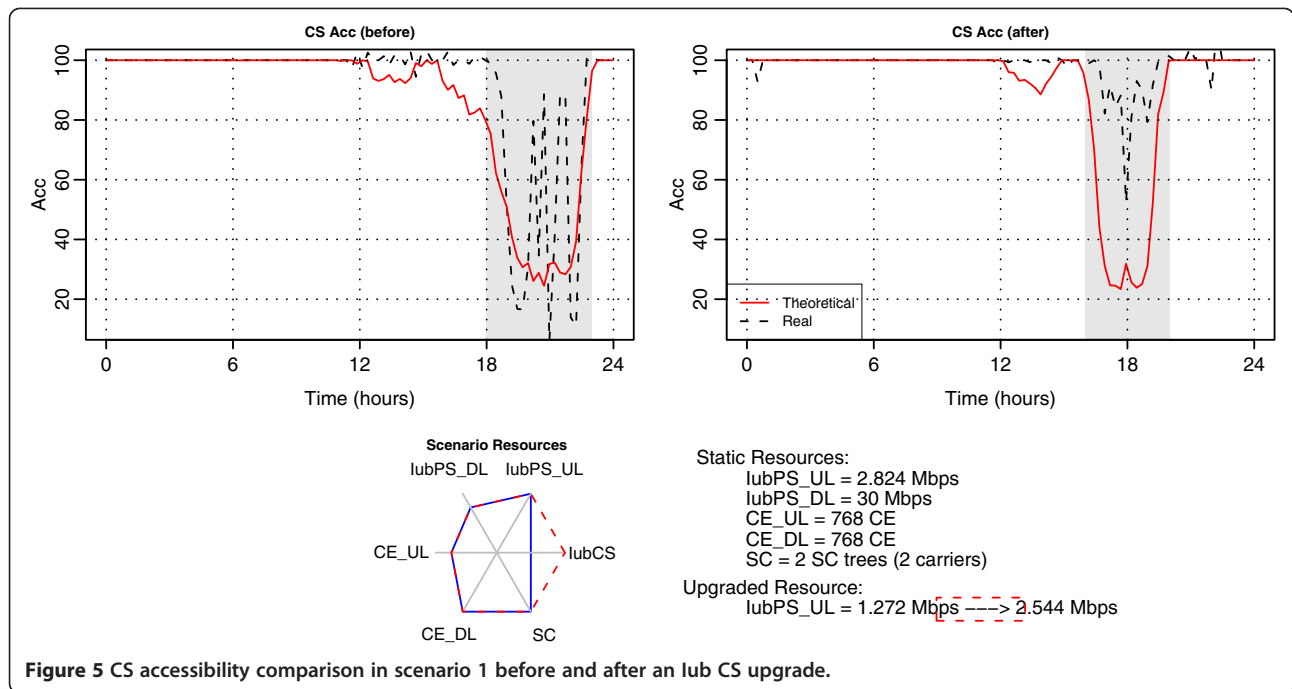 CS Acc (before)
Acc
100
80
60
40
20
0
6
12
18
24
Time (hours)
CS Acc (after)
Acc
100
80
60
40
20
Theoretical
Real
0
6
12
18
24
Time (hours)
Scenario Resources
IubPS_DL
IubPS_UL
CE_UL
IubCS
CE_DL
SC
Static Resources:
IubPS_UL = 2.824 Mbps
IubPS_DL = 30 Mbps
CE_UL = 768 CE
CE_DL = 768 CE
SC = 2 SC trees (2 carriers)
Upgraded Resource:
IubPS_UL = 1.272 Mbps −−−> 2.544 Mbps
Figure 5 CS accessibility comparison in scenario 1 before and after an Iub CS upgrade.